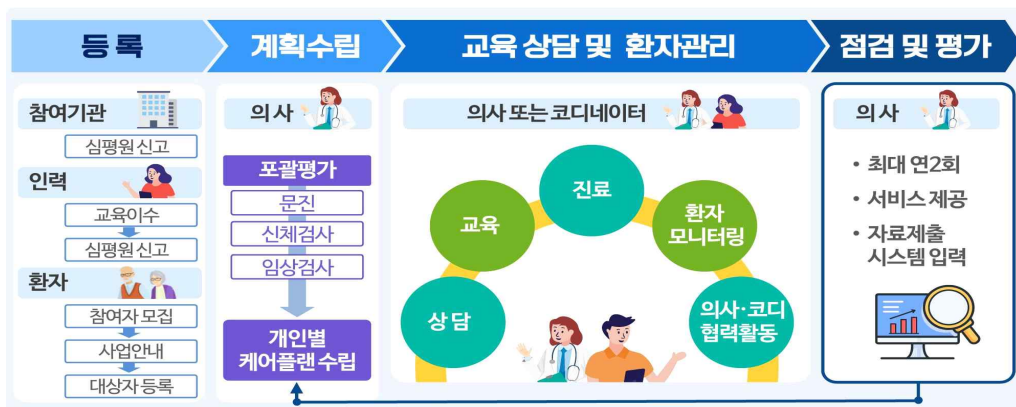 등록
참여기관
심평원 신고
인력
교육이수
심평원 신고
환자
참여자 모집
사업안내
대상자 등록
계획수립
의사
포괄평가
문진
신체검사
임상검사
개인별
케어플랜 수립
교육 상담 및 환자관리
의사 또는 코디네이터
상담
교육
진료
환자
모니터링
의사·코디
협력활동
점검 및 평가
의사
• 최대 연2회
• 서비스 제공
• 자료제출
시스템 입력